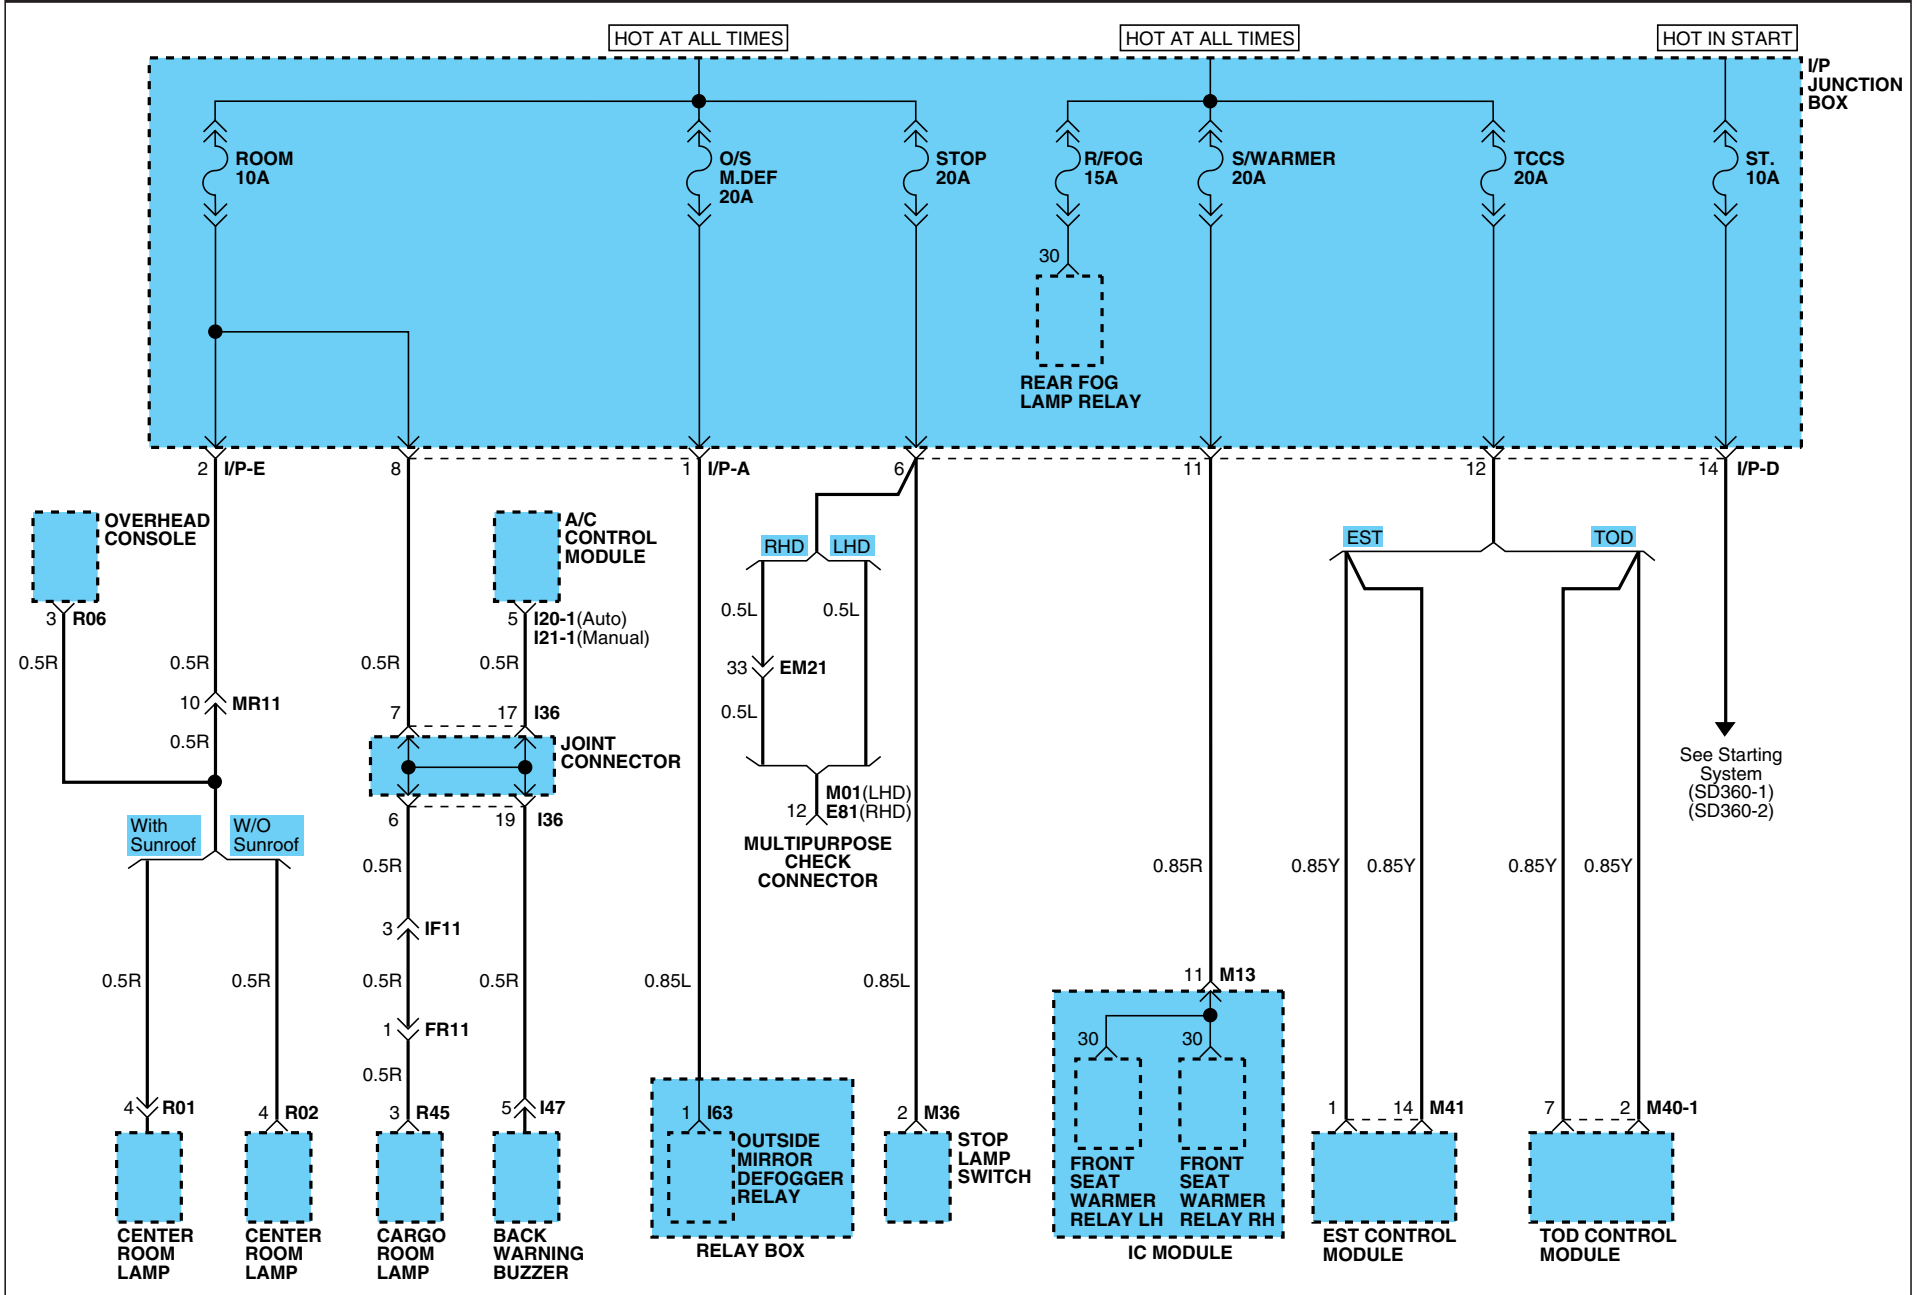 HOT AT ALL TIMES
HOT AT ALL TIMES
HOT IN START
I/P
JUNCTION
BOX
ROOM
10A
O/S
M.DEF
20A
STOP
20A
R/FOG
15A
S/WARMER
20A
TCCS
20A
ST.
10A
30
REAR FOG
LAMP RELAY
2 I/P-E
8
1 I/P-A
6
11
12
14 I/P-D
OVERHEAD
CONSOLE
A/C
CONTROL
MODULE
RHD
LHD
EST
TOD
3 R06
5 I20-1(Auto)
I21-1(Manual)
0.5L
0.5L
0.5R
0.5R
0.5R
0.5R
33 EM21
10 MR11
7
17 I36
0.5L
0.5R
JOINT
CONNECTOR
See Starting
System
(SD360-1)
(SD360-2)
M01(LHD)
12 E81(RHD)
MULTIPURPOSE
CHECK
CONNECTOR
With
Sunroof
W/O
Sunroof
6
19 I36
0.5R
0.85R
0.85Y
0.85Y
0.85Y
0.85Y
3 IF11
0.5R
0.5R
0.5R
0.5R
0.85L
0.85L
11 M13
1 FR11
30
30
0.5R
4 R01
4 R02
3 R45
5 I47
1 I63
2 M36
1
14 M41
7
2 M40-1
OUTSIDE
MIRROR
DEFOGGER
RELAY
STOP
LAMP
SWITCH
FRONT
SEAT
WARMER
RELAY LH
FRONT
SEAT
WARMER
RELAY RH
CENTER
ROOM
LAMP
CENTER
ROOM
LAMP
CARGO
ROOM
LAMP
BACK
WARNING
BUZZER
RELAY BOX
IC MODULE
EST CONTROL
MODULE
TOD CONTROL
MODULE